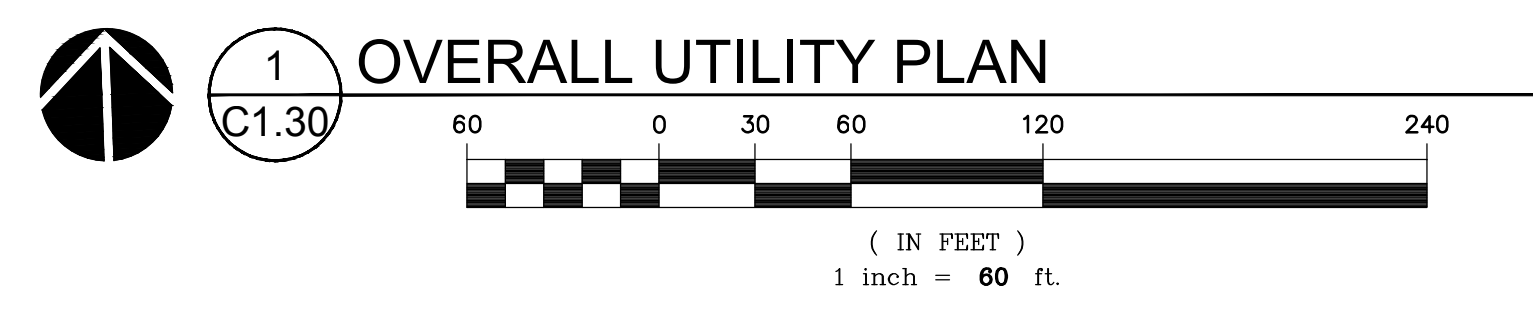 1
C1.30
OVERALL UTILITY PLAN
60 0 30 60 120 240
( IN FEET )
1 inch = 60 ft.